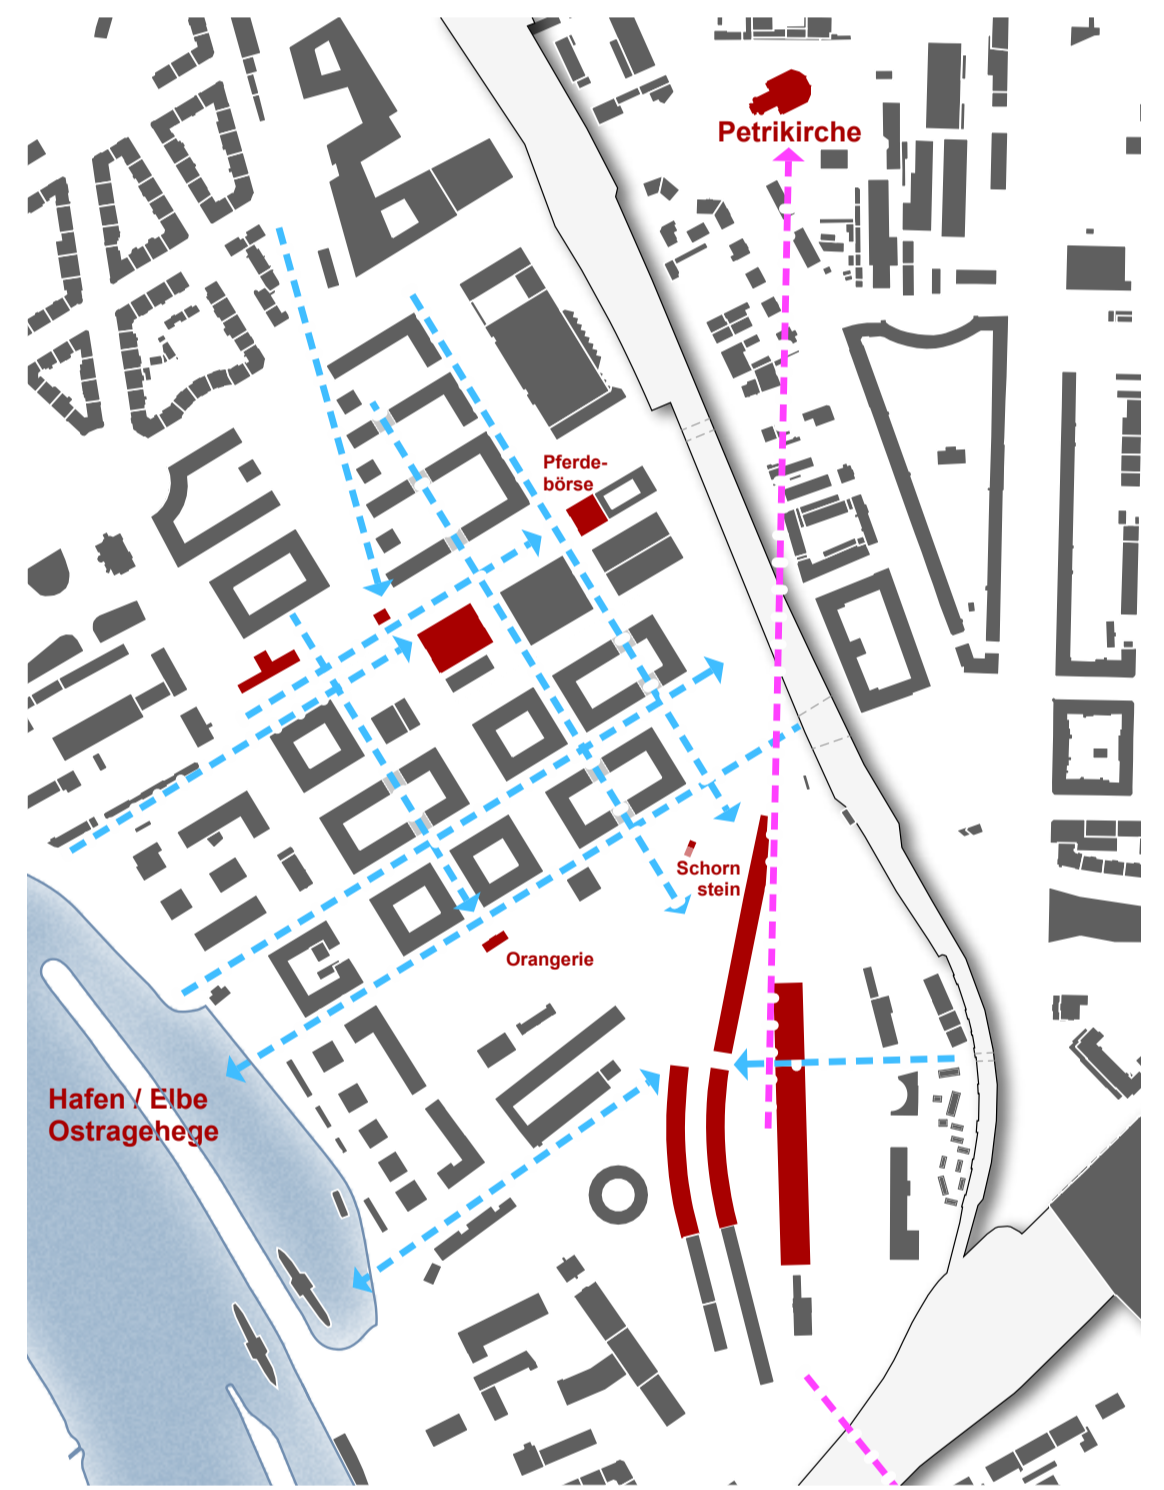 Petrikirche
Pferde-
börse
Schorn
stein
Orangerie
Hafen / Elbe
Ostragehege